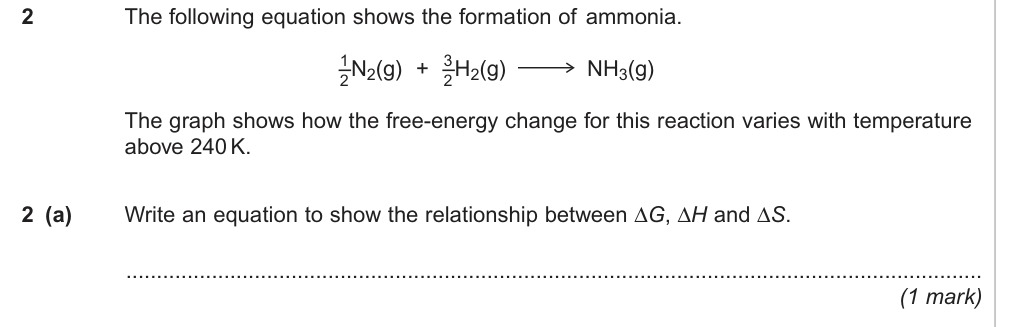 2 The following equation shows the formation of ammonia.
½N₂(g) + 3/2H₂(g) ⟶ NH₃(g)
The graph shows how the free-energy change for this reaction varies with temperature
above 240 K.
2 (a) Write an equation to show the relationship between ΔG, ΔH and ΔS.
(1 mark)